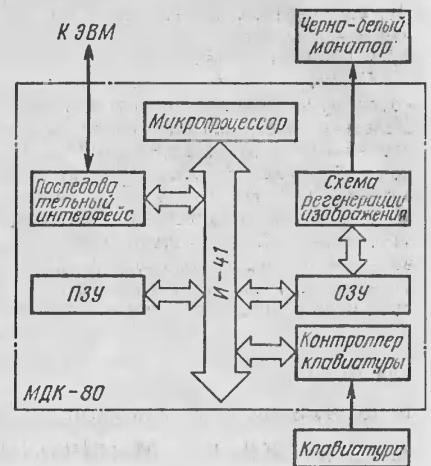 К ЭВМ
Черно-белый
монитор
Микропроцессор
Последова
тельный
интерфейс
Схема
регенерации
изображения
И-41
ПЗУ
ОЗУ
Контроллер
клавиатуры
МДК-80
Клавиатура